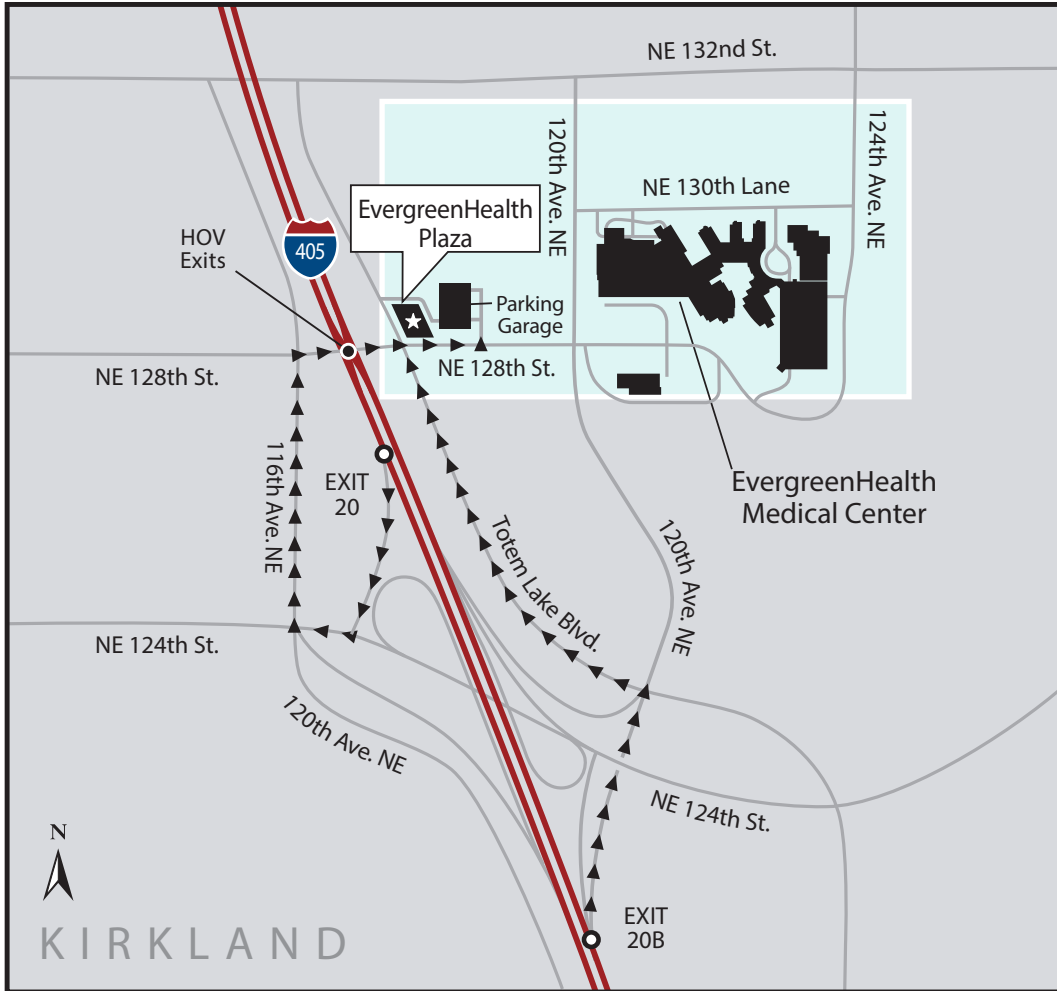 NE 132nd St.
120th Ave. NE
124th Ave. NE
NE 130th Lane
EvergreenHealth
Plaza
HOV
Exits
405
Parking
Garage
NE 128th St.
NE 128th St.
116th Ave. NE
EXIT
20
EvergreenHealth
Medical Center
Totem Lake Blvd.
120th Ave. NE
NE 124th St.
120th Ave. NE
NE 124th St.
N
EXIT
20B
KIRKLAND